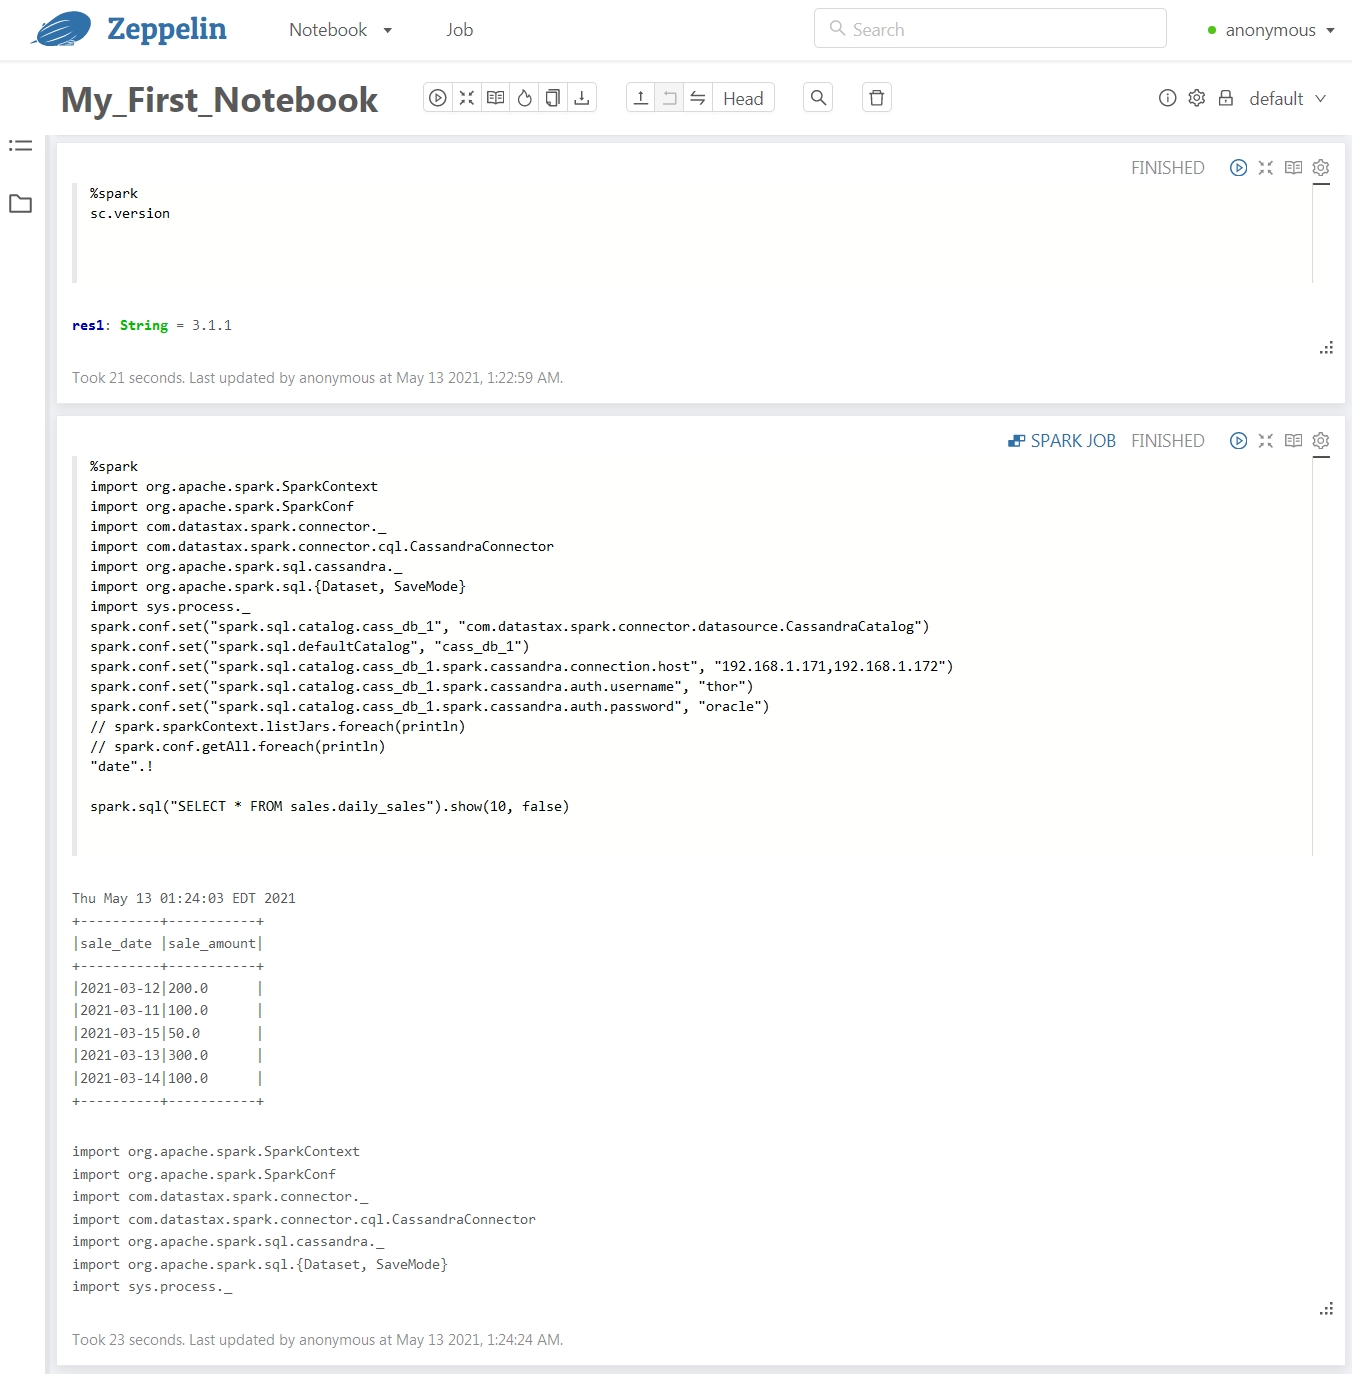 Zeppelin Notebook Job Search anonymous
My_First_Notebook Head default
FINISHED
%spark
sc.version
res1: String = 3.1.1
Took 21 seconds. Last updated by anonymous at May 13 2021, 1:22:59 AM.
SPARK JOB FINISHED
%spark
import org.apache.spark.SparkContext
import org.apache.spark.SparkConf
import com.datastax.spark.connector._
import com.datastax.spark.connector.cql.CassandraConnector
import org.apache.spark.sql.cassandra._
import org.apache.spark.sql.{Dataset, SaveMode}
import sys.process._
spark.conf.set("spark.sql.catalog.cass_db_1", "com.datastax.spark.connector.datasource.CassandraCatalog")
spark.conf.set("spark.sql.defaultCatalog", "cass_db_1")
spark.conf.set("spark.sql.catalog.cass_db_1.spark.cassandra.connection.host", "192.168.1.171,192.168.1.172")
spark.conf.set("spark.sql.catalog.cass_db_1.spark.cassandra.auth.username", "thor")
spark.conf.set("spark.sql.catalog.cass_db_1.spark.cassandra.auth.password", "oracle")
// spark.sparkContext.listJars.foreach(println)
// spark.conf.getAll.foreach(println)
"date".!
spark.sql("SELECT * FROM sales.daily_sales").show(10, false)
Thu May 13 01:24:03 EDT 2021
+----------+-----------+
|sale_date |sale_amount|
+----------+-----------+
|2021-03-12|200.0      |
|2021-03-11|100.0      |
|2021-03-15|50.0       |
|2021-03-13|300.0      |
|2021-03-14|100.0      |
+----------+-----------+
import org.apache.spark.SparkContext
import org.apache.spark.SparkConf
import com.datastax.spark.connector._
import com.datastax.spark.connector.cql.CassandraConnector
import org.apache.spark.sql.cassandra._
import org.apache.spark.sql.{Dataset, SaveMode}
import sys.process._
Took 23 seconds. Last updated by anonymous at May 13 2021, 1:24:24 AM.